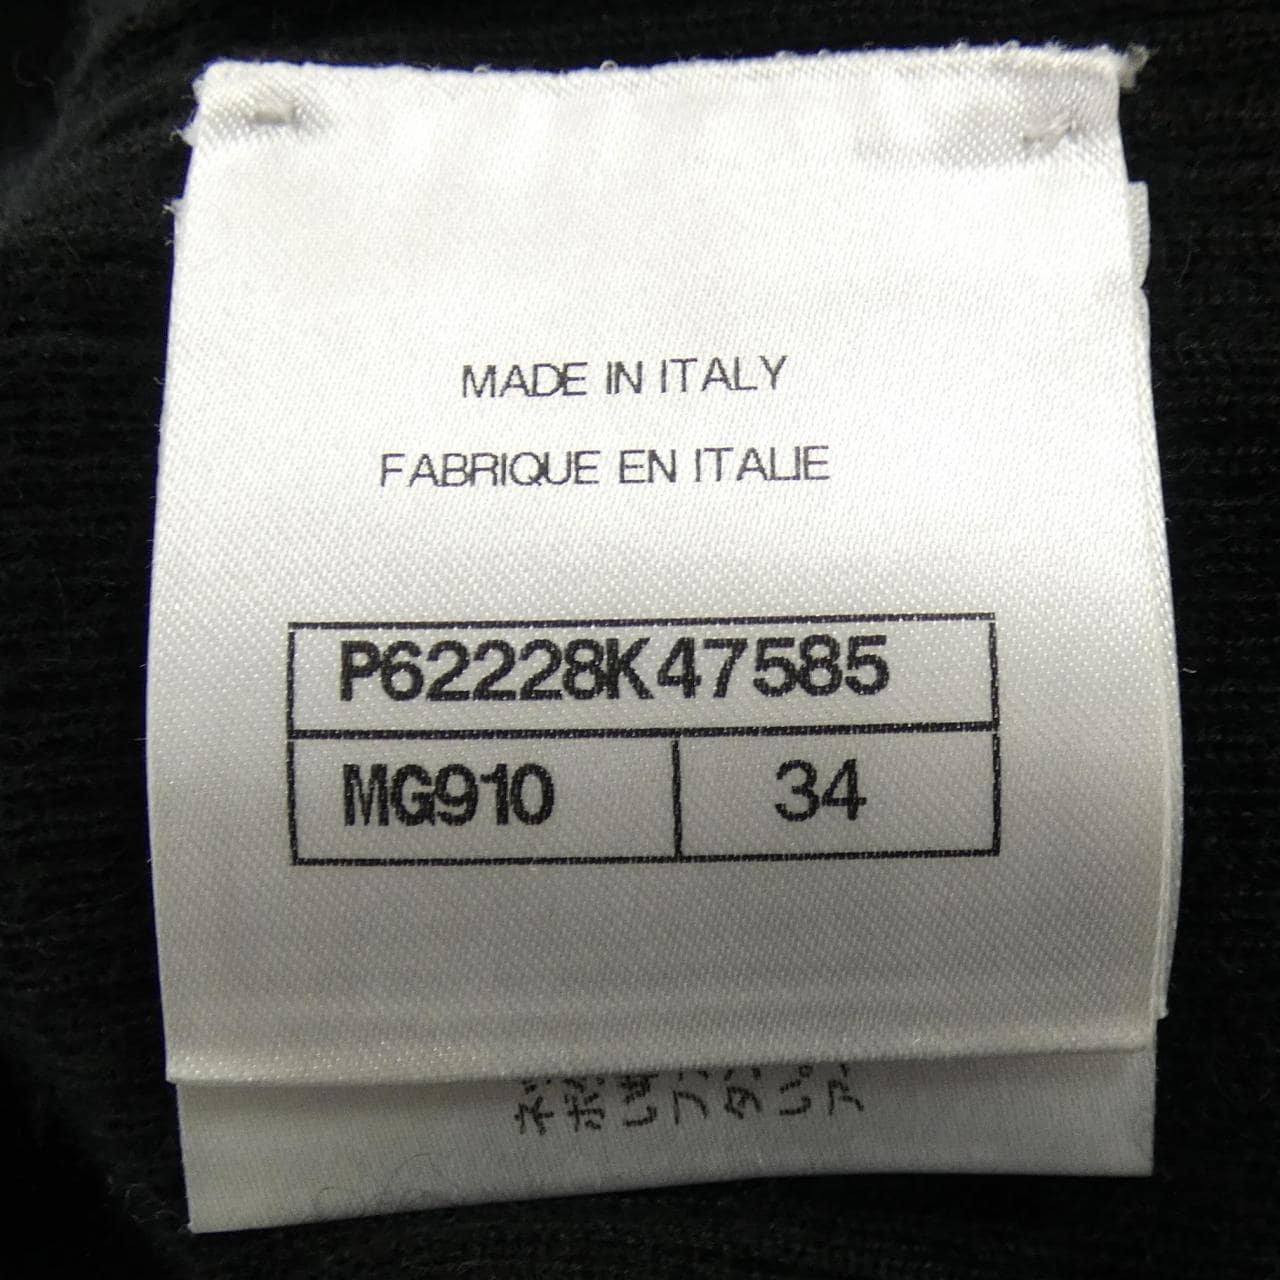 MADE IN ITALY
FABRIQUE EN ITALIE
P62228K47585
MG910 34